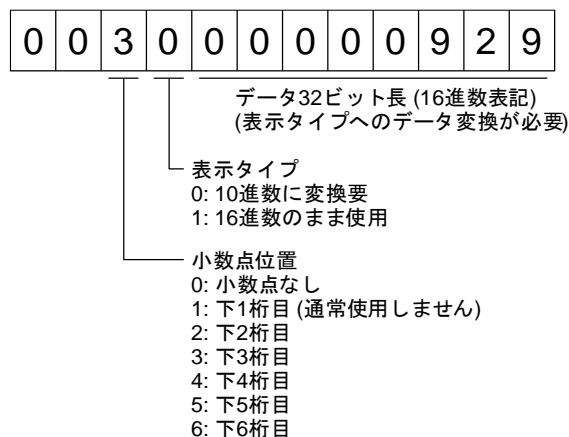 0 0 3 0 0 0 0 0 0 9 2 9
データ32ビット長 (16進数表記)
(表示タイプへのデータ変換が必要)
表示タイプ
0: 10進数に変換要
1: 16進数のまま使用
小数点位置
0: 小数点なし
1: 下1桁目 (通常使用しません)
2: 下2桁目
3: 下3桁目
4: 下4桁目
5: 下5桁目
6: 下6桁目